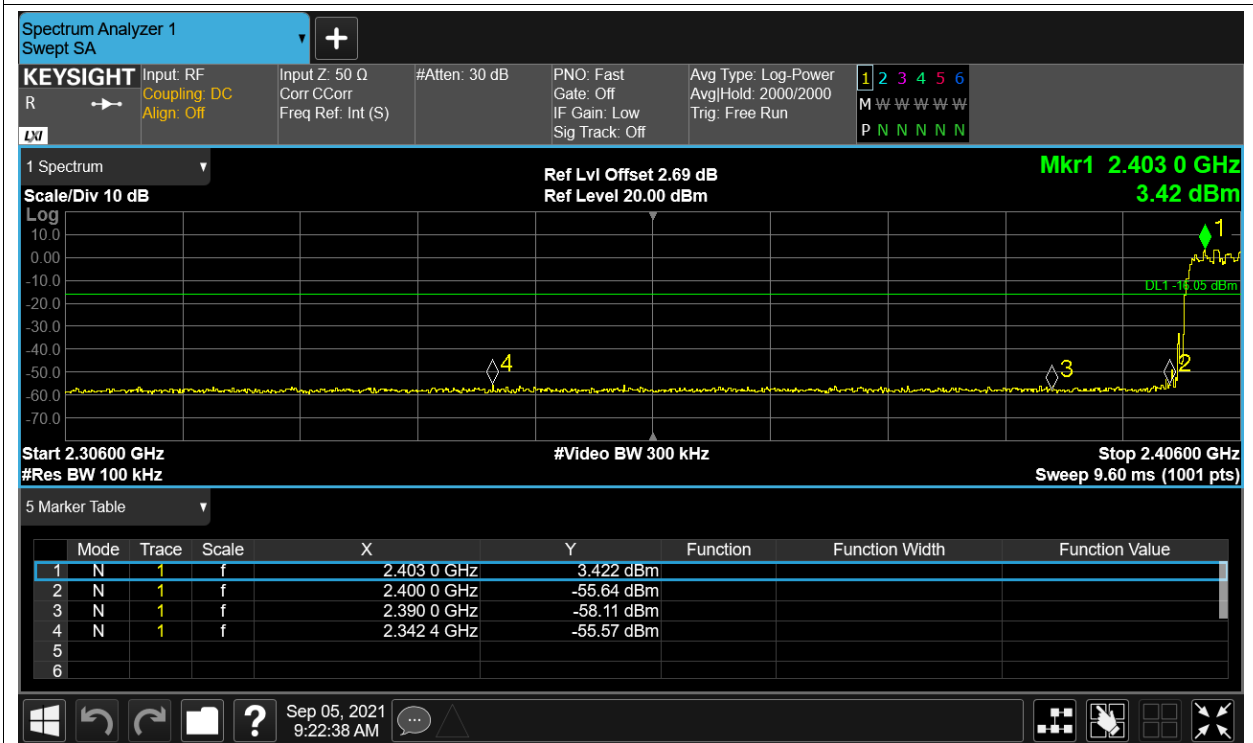 Spectrum Analyzer 1
Swept SA
KEYSIGHT
R
LXI
Input: RF
Coupling: DC
Align: Off
Input Z: 50 Ω
Corr CCorr
Freq Ref: Int (S)
#Atten: 30 dB
PNO: Fast
Gate: Off
IF Gain: Low
Sig Track: Off
Avg Type: Log-Power
Avg|Hold: 2000/2000
Trig: Free Run
1 2 3 4 5 6
M W W W W W
P N N N N N
1 Spectrum
Scale/Div 10 dB
Ref Lvl Offset 2.69 dB
Ref Level 20.00 dBm
Mkr1 2.403 0 GHz
3.42 dBm
Log
10.0
0.00
-10.0
-20.0
-30.0
-40.0
-50.0
-60.0
-70.0
1
DL1 -16.05 dBm
4
3
2
Start 2.30600 GHz
#Res BW 100 kHz
#Video BW 300 kHz
Stop 2.40600 GHz
Sweep 9.60 ms (1001 pts)
5 Marker Table
Mode Trace Scale X Y Function Function Width Function Value
1 N 1 f 2.403 0 GHz 3.422 dBm
2 N 1 f 2.400 0 GHz -55.64 dBm
3 N 1 f 2.390 0 GHz -58.11 dBm
4 N 1 f 2.342 4 GHz -55.57 dBm
5
6
?
Sep 05, 2021
9:22:38 AM